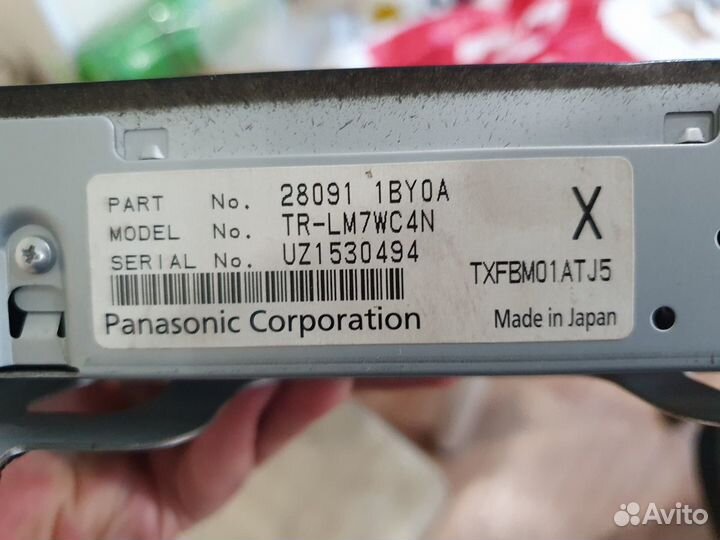 PART No. 28091 1BY0A
MODEL No. TR-LM7WC4N
SERIAL No. UZ1530494
X
TXFBM01ATJ5
Panasonic Corporation
Made in Japan
Avito